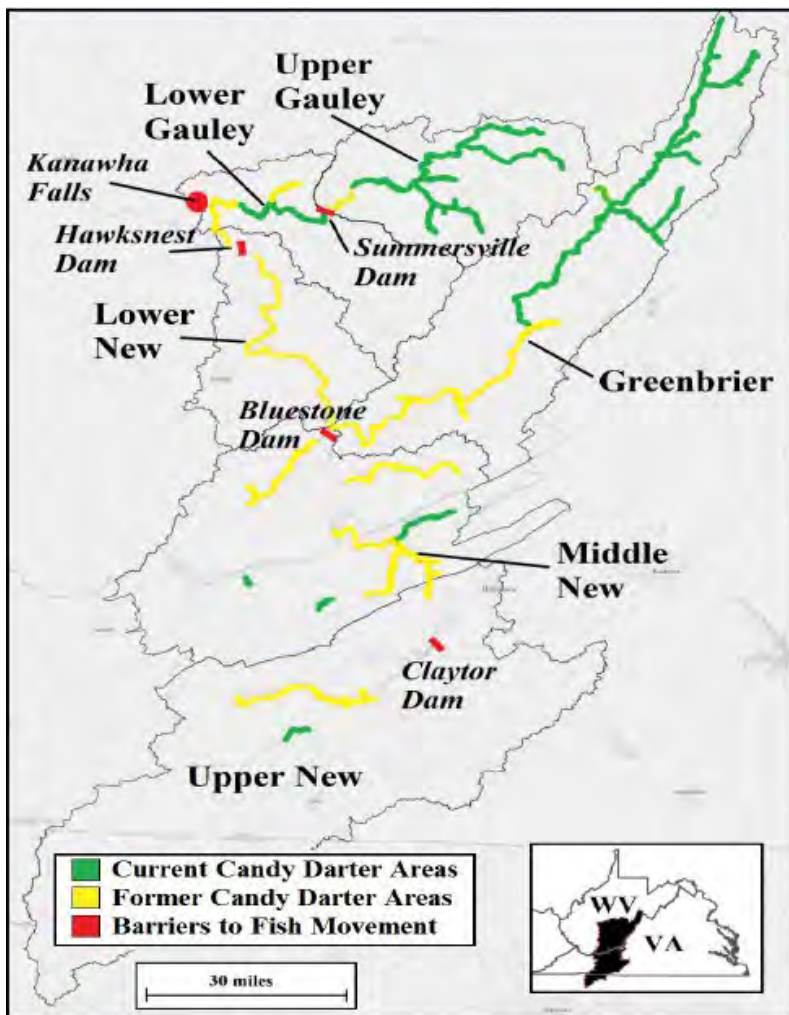 Upper
Gauley
Lower
Gauley
Kanawha
Falls
Hawksnest
Dam
Summersville
Dam
Lower
New
Greenbrier
Bluestone
Dam
Middle
New
Claytor
Dam
Upper New
Current Candy Darter Areas
Former Candy Darter Areas
Barriers to Fish Movement
30 miles
WV
VA